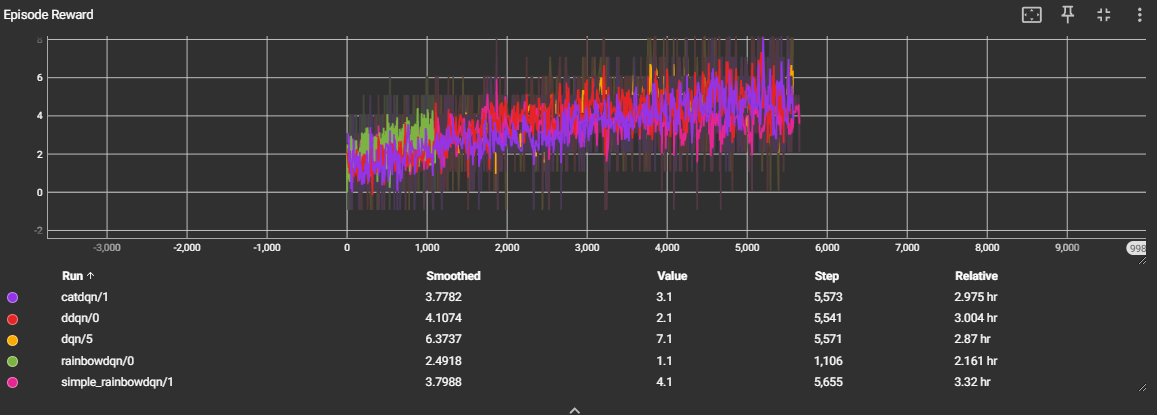 Episode Reward
8
6
4
2
0
-2
-3,000 -2,000 -1,000 0 1,000 2,000 3,000 4,000 5,000 6,000 7,000 8,000 9,000 998
Run Smoothed Value Step Relative
catdqn/1 3.7782 3.1 5,573 2.975 hr
ddqn/0 4.1074 2.1 5,541 3.004 hr
dqn/5 6.3737 7.1 5,571 2.87 hr
rainbowdqn/0 2.4918 1.1 1,106 2.161 hr
simple_rainbowdqn/1 3.7988 4.1 5,655 3.32 hr